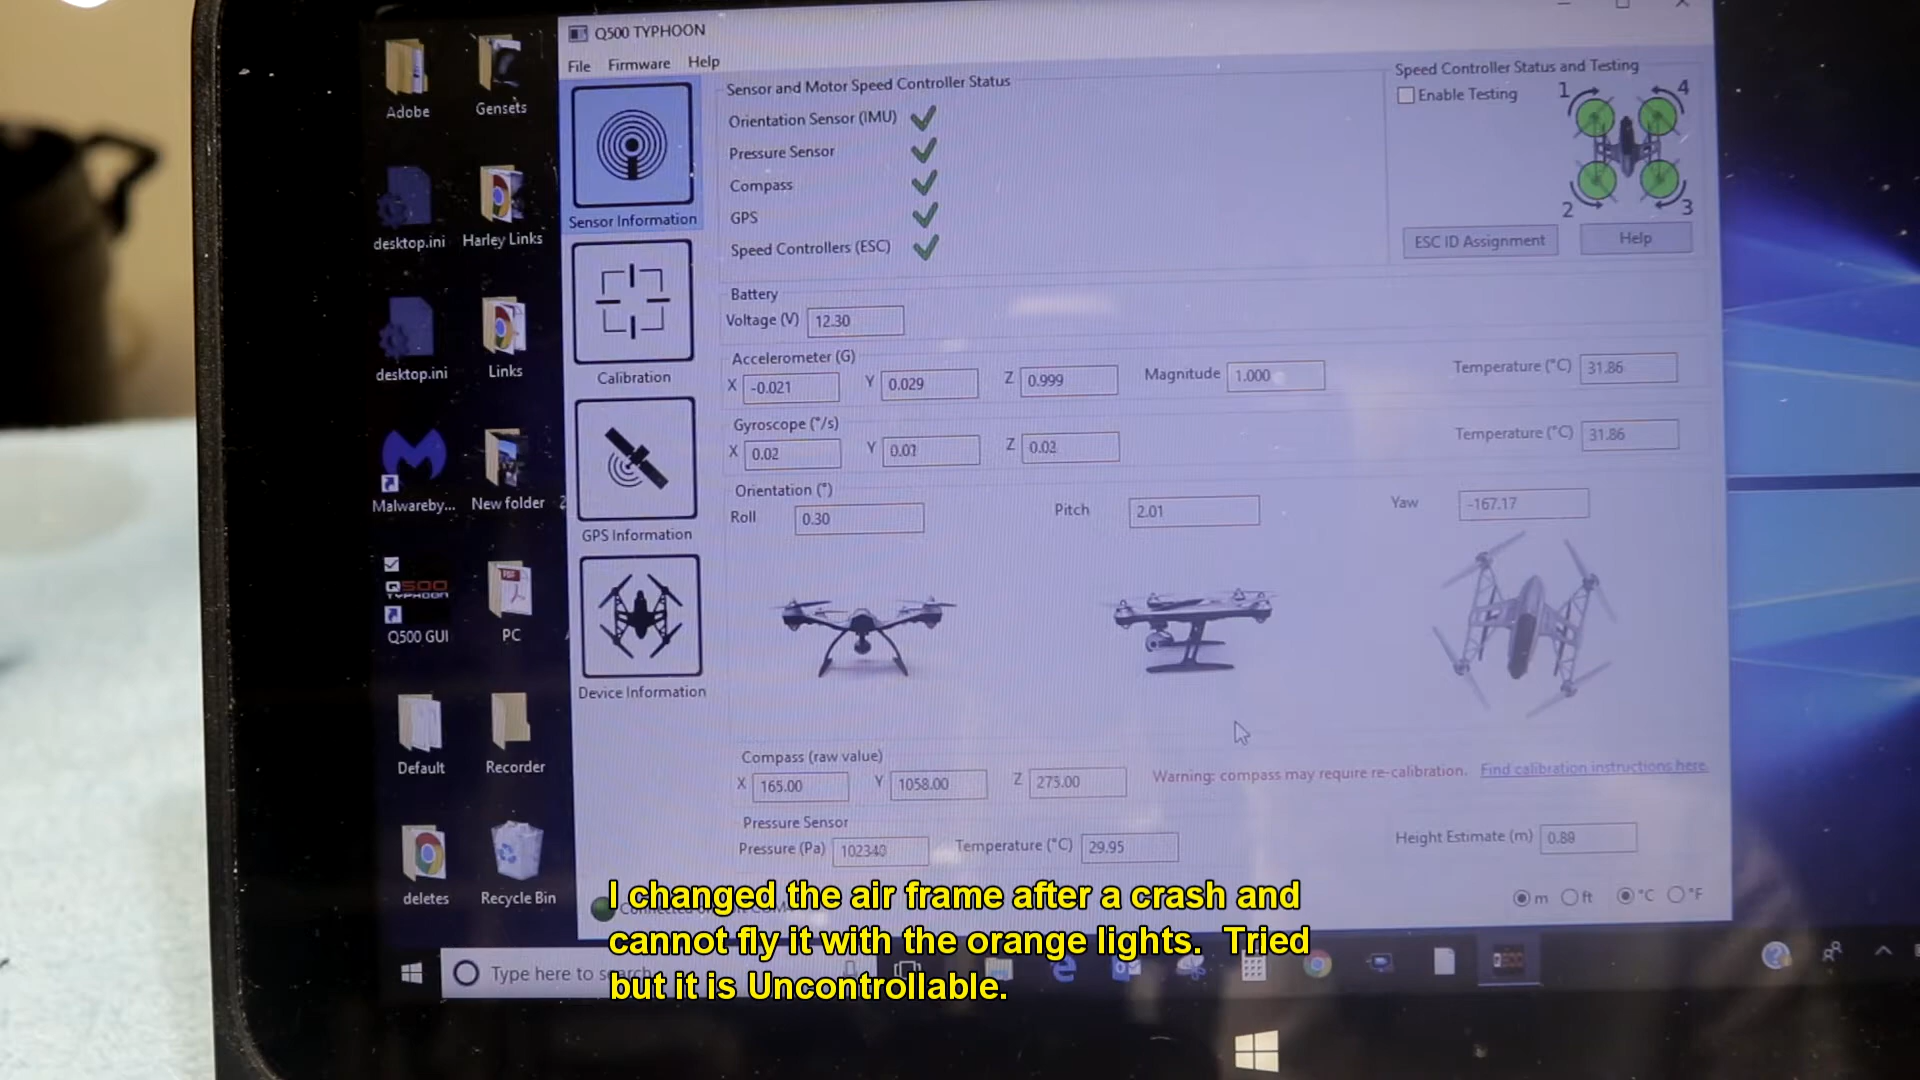 Q500 TYPHOON
File Firmware Help
Sensor and Motor Speed Controller Status
Orientation Sensor (IMU)
Pressure Sensor
Compass
GPS
Speed Controllers (ESC)
Speed Controller Status and Testing
Enable Testing
1 4
2 3
ESC ID Assignment Help
Battery
Voltage (V) 12.30
Accelerometer (G)
X -0.021 Y 0.029 Z 0.999 Magnitude 1.000 Temperature (°C) 31.86
Gyroscope (°/s)
X 0.02 Y Z Temperature (°C) 31.86
Orientation (°)
Roll 0.30 Pitch 2.01 Yaw -167.17
Compass (raw value)
X 165.00 Y 1058.00 Z 275.00 Warning: compass may require re-calibration. Find calibration instructions here.
Pressure Sensor
Pressure (Pa) Temperature (°C) 29.95 Height Estimate (m)
m ft °C °F
Sensor Information
Calibration
GPS Information
Device Information
Adobe Gensets
desktop.ini Harley Links
desktop.ini Links
Malwareby... New folder
Q500
TYPHOON
PDF
Q500 GUI PC
Default Recorder
deletes Recycle Bin
Type here to
I changed the air frame after a crash and
cannot fly it with the orange lights. Tried
but it is Uncontrollable.